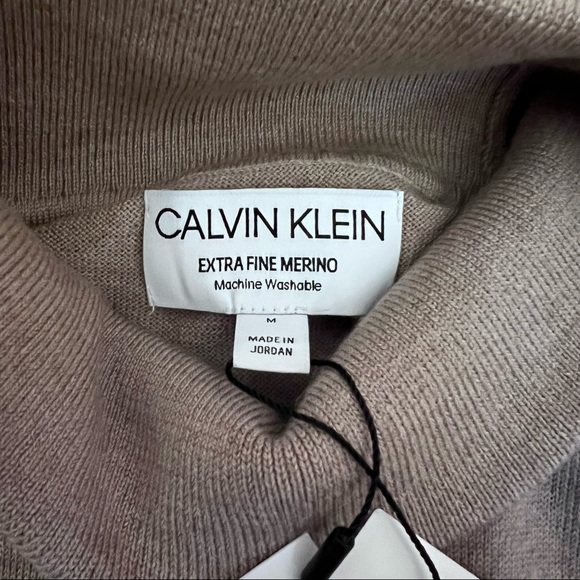 CALVIN KLEIN
EXTRA FINE MERINO
Machine Washable
M
MADE IN
JORDAN